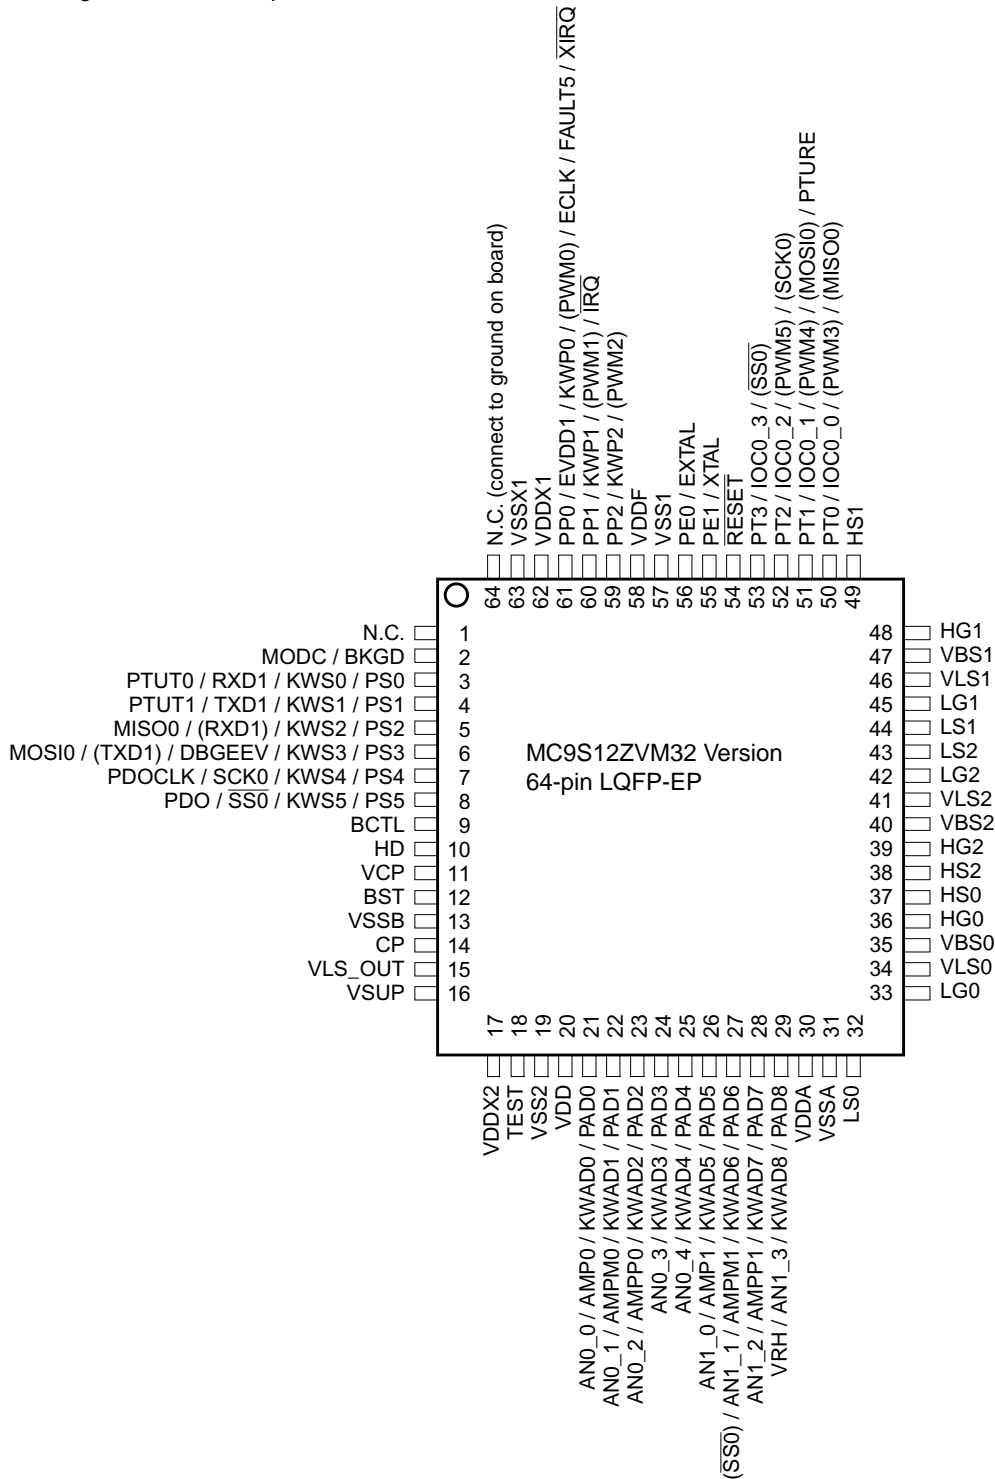 N.C. (connect to ground on board)
VSSX1
VDDX1
PP0 / EVDD1 / KWP0 / (PWM0) / ECLK / FAULT5 / XIRQ
PP1 / KWP1 / (PWM1) / IRQ
PP2 / KWP2 / (PWM2)
VDDF
VSS1
PE0 / EXTAL
PE1 / XTAL
RESET
PT3 / IOC0_3 / (SS0)
PT2 / IOC0_2 / (PWM5) / (SCK0)
PT1 / IOC0_1 / (PWM4) / (MOSI0) / PTURE
PT0 / IOC0_0 / (PWM3) / (MISO0)
HS1
64
63
62
61
60
59
58
57
56
55
54
53
52
51
50
49
N.C. 1
MODC / BKGD 2
PTUT0 / RXD1 / KWS0 / PS0 3
PTUT1 / TXD1 / KWS1 / PS1 4
MISO0 / (RXD1) / KWS2 / PS2 5
MOSI0 / (TXD1) / DBGEEV / KWS3 / PS3 6
PDOCLK / SCK0 / KWS4 / PS4 7
PDO / SS0 / KWS5 / PS5 8
BCTL 9
HD 10
VCP 11
BST 12
VSSB 13
CP 14
VLS_OUT 15
VSUP 16
MC9S12ZVM32 Version
64-pin LQFP-EP
48 HG1
47 VBS1
46 VLS1
45 LG1
44 LS1
43 LS2
42 LG2
41 VLS2
40 VBS2
39 HG2
38 HS2
37 HS0
36 HG0
35 VBS0
34 VLS0
33 LG0
17
18
19
20
21
22
23
24
25
26
27
28
29
30
31
32
VDDX2
TEST
VSS2
VDD
AN0_0 / AMP0 / KWAD0 / PAD0
AN0_1 / AMPM0 / KWAD1 / PAD1
AN0_2 / AMPP0 / KWAD2 / PAD2
AN0_3 / KWAD3 / PAD3
AN0_4 / KWAD4 / PAD4
AN1_0 / AMP1 / KWAD5 / PAD5
(SS0) / AN1_1 / AMPM1 / KWAD6 / PAD6
AN1_2 / AMPP1 / KWAD7 / PAD7
VRH / AN1_3 / KWAD8 / PAD8
VDDA
VSSA
LS0